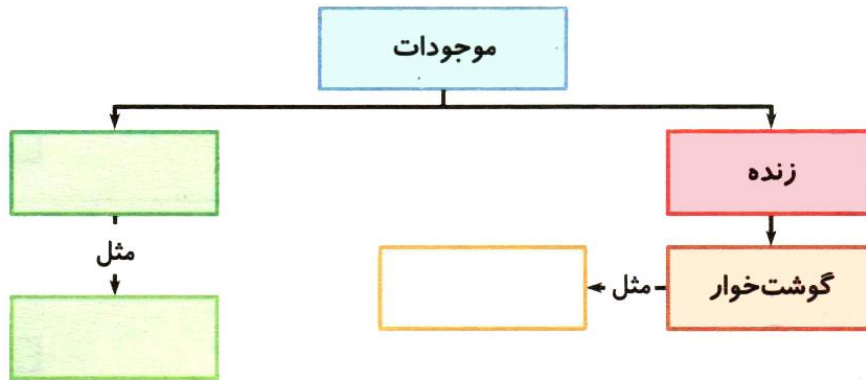 موجودات
زنده
مثل
گوشت‌خوار
مثل